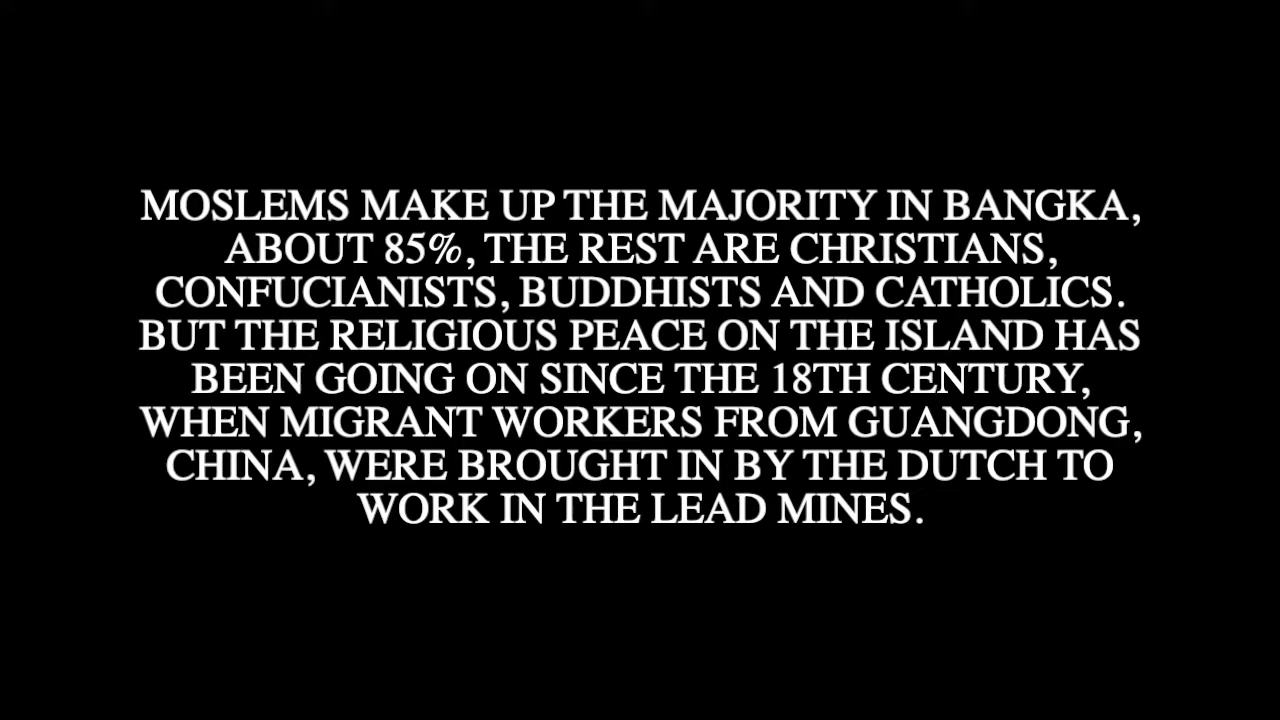 MOSLEMS MAKE UP THE MAJORITY IN BANGKA,
ABOUT 85%, THE REST ARE CHRISTIANS,
CONFUCIANISTS, BUDDHISTS AND CATHOLICS.
BUT THE RELIGIOUS PEACE ON THE ISLAND HAS
BEEN GOING ON SINCE THE 18TH CENTURY,
WHEN MIGRANT WORKERS FROM GUANGDONG,
CHINA, WERE BROUGHT IN BY THE DUTCH TO
WORK IN THE LEAD MINES.